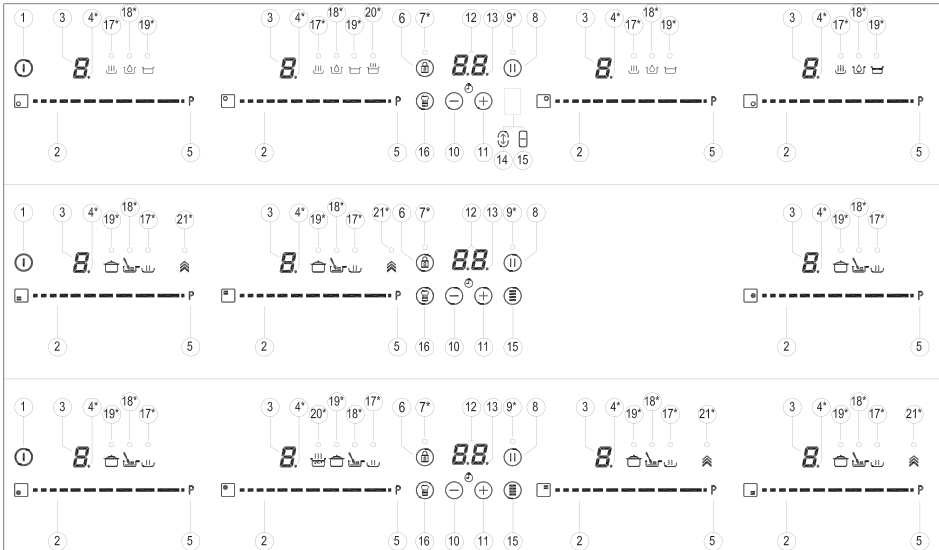 18* 18* 20* 18* 18*
1 3 4* 17* 19* 3 4* 17* 19* 6 7* 12 13 9* 8 3 4* 17* 19* 3 4* 17* 19*
8. 8. 8.8. 8. 8.
P P P P
2 5 2 5 16 10 11 14 15 2 5 2 5
18* 18* 18*
1 3 4* 19* 17* 21* 3 4* 19* 17* 21* 6 7* 12 13 9* 8 3 4* 19* 17*
8. 8. 8.8. 8.
P P P
2 5 2 5 16 10 11 15 2 5
18* 19* 17* 18* 18*
1 3 4* 19* 17* 3 4* 20* 18* 6 7* 12 13 9* 8 3 4* 19* 17* 21* 3 4* 19* 17* 21*
8. 8. 8.8. 8. 8.
P P P P
2 5 2 5 16 10 11 15 2 5 2 5